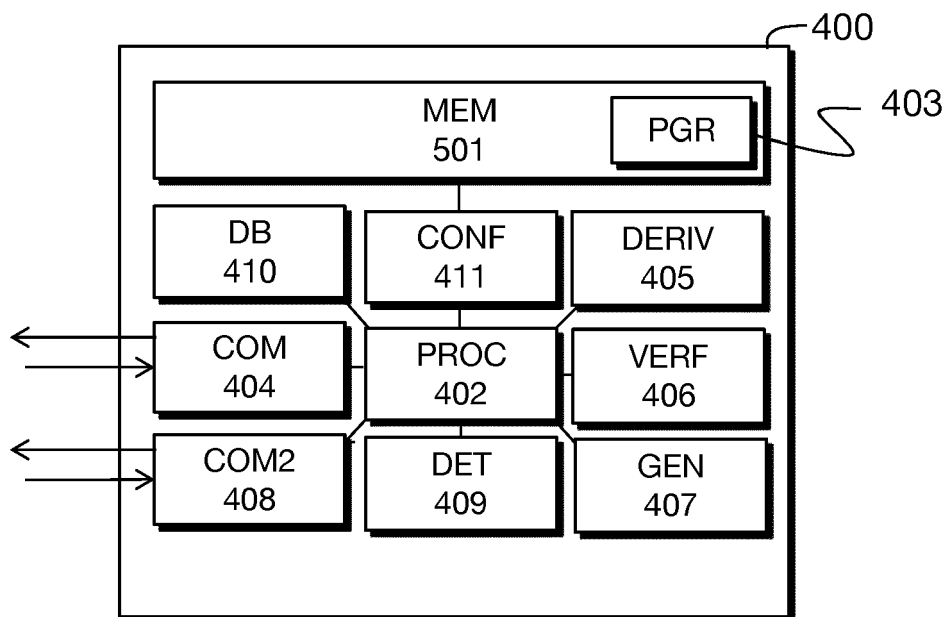 400
403
MEM
501
PGR
DB
410
CONF
411
DERIV
405
COM
404
PROC
402
VERF
406
COM2
408
DET
409
GEN
407